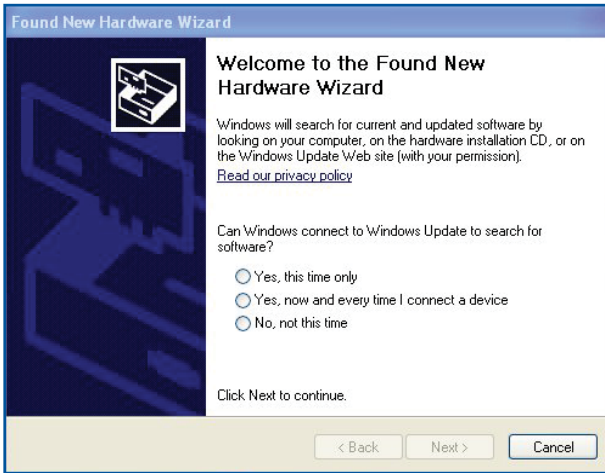 Found New Hardware Wizard
Welcome to the Found New
Hardware Wizard
Windows will search for current and updated software by
looking on your computer, on the hardware installation CD, or on
the Windows Update Web site (with your permission).
Read our privacy policy
Can Windows connect to Windows Update to search for
software?
Yes, this time only
Yes, now and every time I connect a device
No, not this time
Click Next to continue.
< Back Next > Cancel